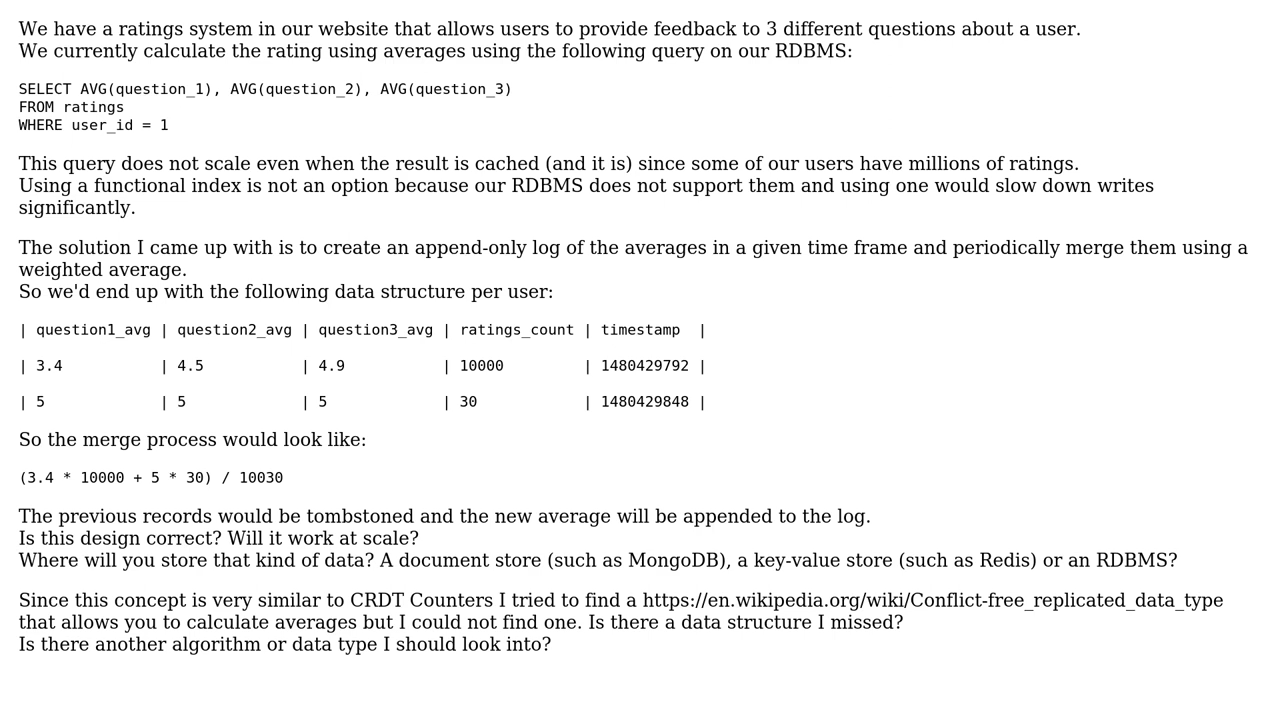 We have a ratings system in our website that allows users to provide feedback to 3 different questions about a user.
We currently calculate the rating using averages using the following query on our RDBMS:
SELECT AVG(question_1), AVG(question_2), AVG(question_3)
FROM ratings
WHERE user_id = 1
This query does not scale even when the result is cached (and it is) since some of our users have millions of ratings.
Using a functional index is not an option because our RDBMS does not support them and using one would slow down writes
significantly.
The solution I came up with is to create an append-only log of the averages in a given time frame and periodically merge them using a
weighted average.
So we'd end up with the following data structure per user:
| question1_avg | question2_avg | question3_avg | ratings_count | timestamp  |
| 3.4           | 4.5           | 4.9           | 10000         | 1480429792 |
| 5             | 5             | 5             | 30            | 1480429848 |
So the merge process would look like:
(3.4 * 10000 + 5 * 30) / 10030
The previous records would be tombstoned and the new average will be appended to the log.
Is this design correct? Will it work at scale?
Where will you store that kind of data? A document store (such as MongoDB), a key-value store (such as Redis) or an RDBMS?
Since this concept is very similar to CRDT Counters I tried to find a https://en.wikipedia.org/wiki/Conflict-free_replicated_data_type
that allows you to calculate averages but I could not find one. Is there a data structure I missed?
Is there another algorithm or data type I should look into?